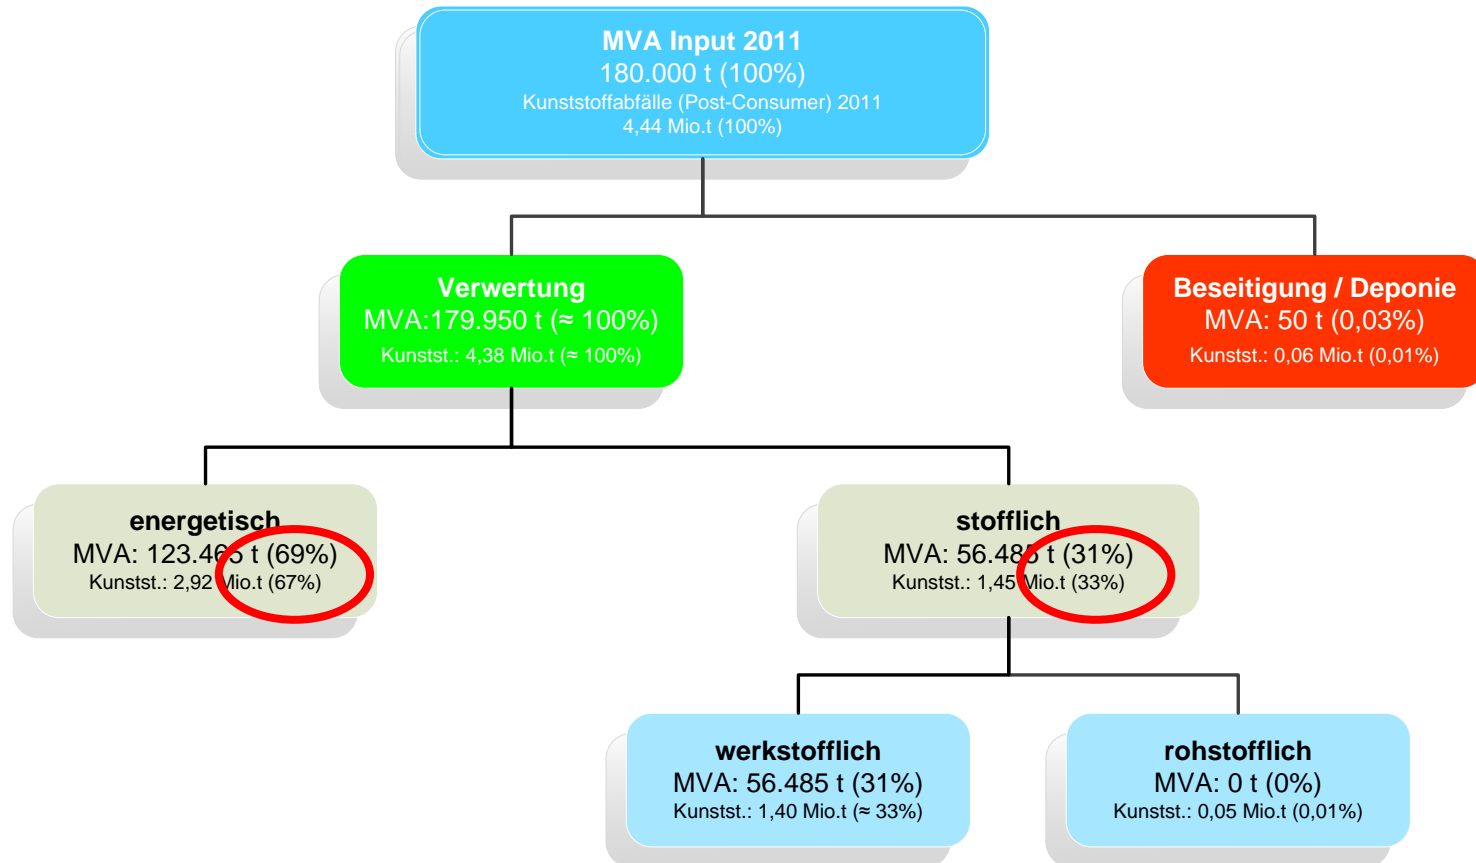 MVA Input 2011
180.000 t (100%)
Kunststoffabfälle (Post-Consumer) 2011
4,44 Mio.t (100%)
Verwertung
MVA:179.950 t (≈ 100%)
Kunstst.: 4,38 Mio.t (≈ 100%)
Beseitigung / Deponie
MVA: 50 t (0,03%)
Kunstst.: 0,06 Mio.t (0,01%)
energetisch
MVA: 123.465 t (69%)
Kunstst.: 2,92 Mio.t (67%)
stofflich
MVA: 56.485 t (31%)
Kunstst.: 1,45 Mio.t (33%)
werkstofflich
MVA: 56.485 t (31%)
Kunstst.: 1,40 Mio.t (≈ 33%)
rohstofflich
MVA: 0 t (0%)
Kunstst.: 0,05 Mio.t (0,01%)